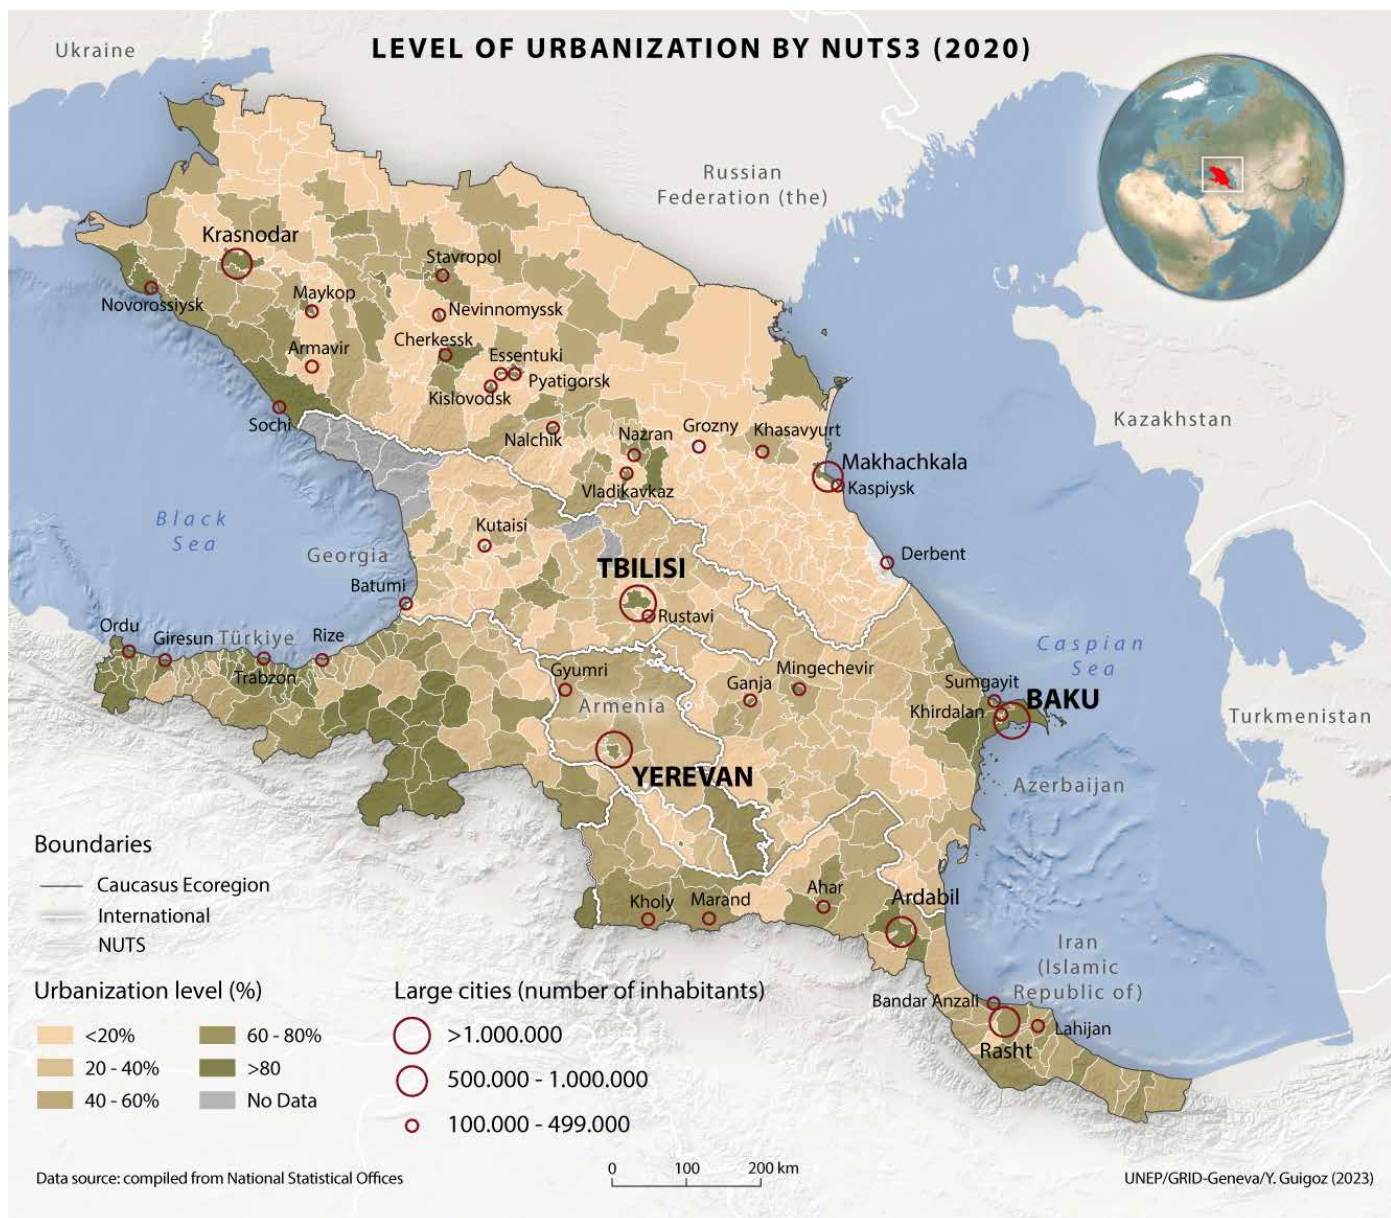 LEVEL OF URBANIZATION BY NUTS3 (2020)
Ukraine
Russian
Federation (the)
Krasnodar
Stavropol
Novorossiysk
Maykop
Nevinnomyssk
Cherkessk
Armavir
Essentuki
Pyatigorsk
Kislovodsk
Kazakhstan
Sochi
Nalchik
Nazran
Grozny
Khasavyurt
Makhachkala
Kaspiysk
Vladikavkaz
Black
Sea
Kutaisi
Georgia
Derbent
TBILISI
Batumi
Rustavi
Ordu
Giresun
Türkiye
Rize
Trabzon
Caspian
Sea
Gyumri
Mingechevir
Ganja
Sumgayit
BAKU
Armenia
Khirdalan
Turkmenistan
YEREVAN
Azerbaijan
Kholy
Marand
Ahar
Ardabil
Iran
(Islamic
Republic of)
Bandar Anzali
Lahijan
Rasht
Boundaries
Caucasus Ecoregion
International
NUTS
Urbanization level (%)
<20%
20 - 40%
40 - 60%
60 - 80%
>80
No Data
Large cities (number of inhabitants)
>1.000.000
500.000 - 1.000.000
100.000 - 499.000
0 100 200 km
Data source: compiled from National Statistical Offices
UNEP/GRID-Geneva/Y. Guigoz (2023)